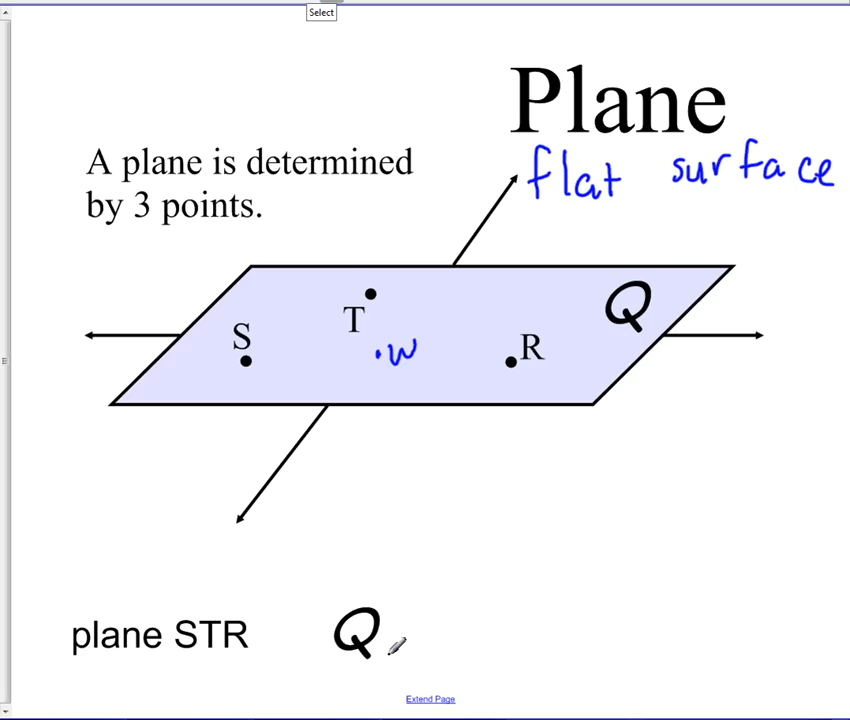 Select
Plane
flat surface
A plane is determined
by 3 points.
Q
T
S
w
R
plane STR Q
Extend Page